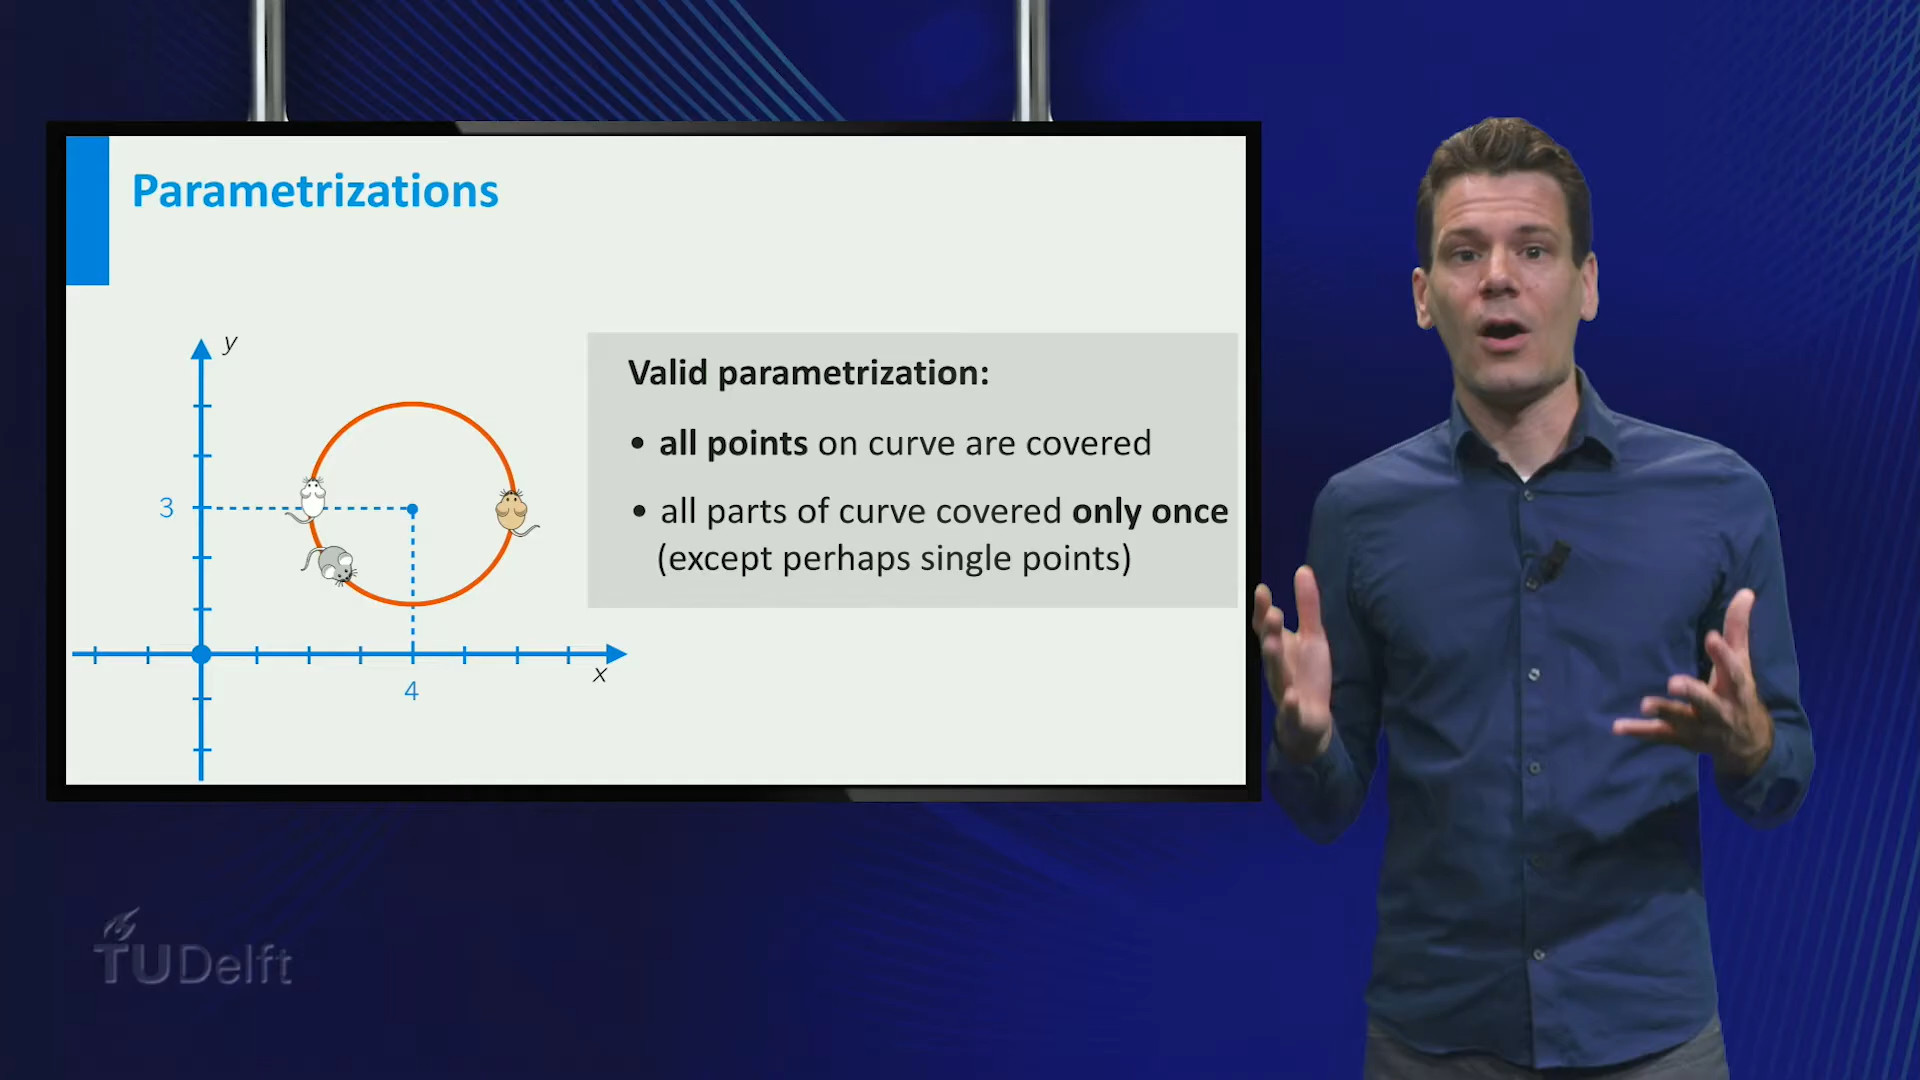 Parametrizations
y
3
4
x
Valid parametrization:
• all points on curve are covered
• all parts of curve covered only once
(except perhaps single points)
TUDelft